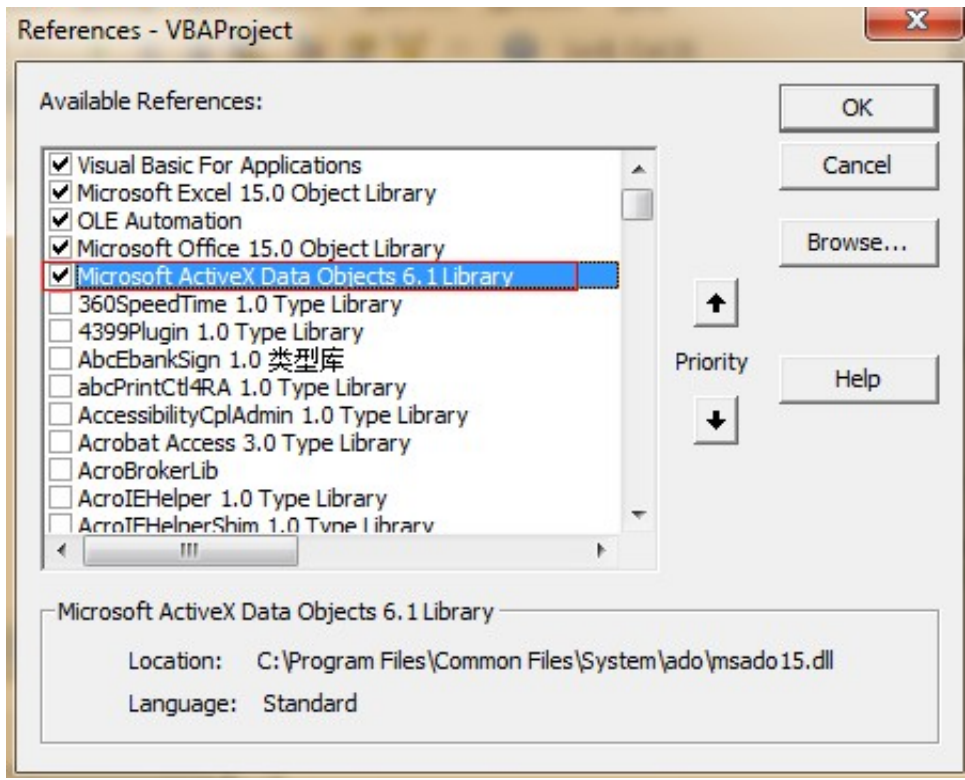 References - VBAProject
Available References:
OK
Visual Basic For Applications
Cancel
Microsoft Excel 15.0 Object Library
OLE Automation
Microsoft Office 15.0 Object Library
Browse...
Microsoft ActiveX Data Objects 6.1 Library
360SpeedTime 1.0 Type Library
4399Plugin 1.0 Type Library
AbcEbankSign 1.0 类型库
Priority
abcPrintCtl4RA 1.0 Type Library
Help
AccessibilityCplAdmin 1.0 Type Library
Acrobat Access 3.0 Type Library
AcroBrokerLib
AcroIEHelper 1.0 Type Library
AcroIEHelperShim 1.0 Type Library
Microsoft ActiveX Data Objects 6.1 Library
Location: C:\Program Files\Common Files\System\ado\msado15.dll
Language: Standard